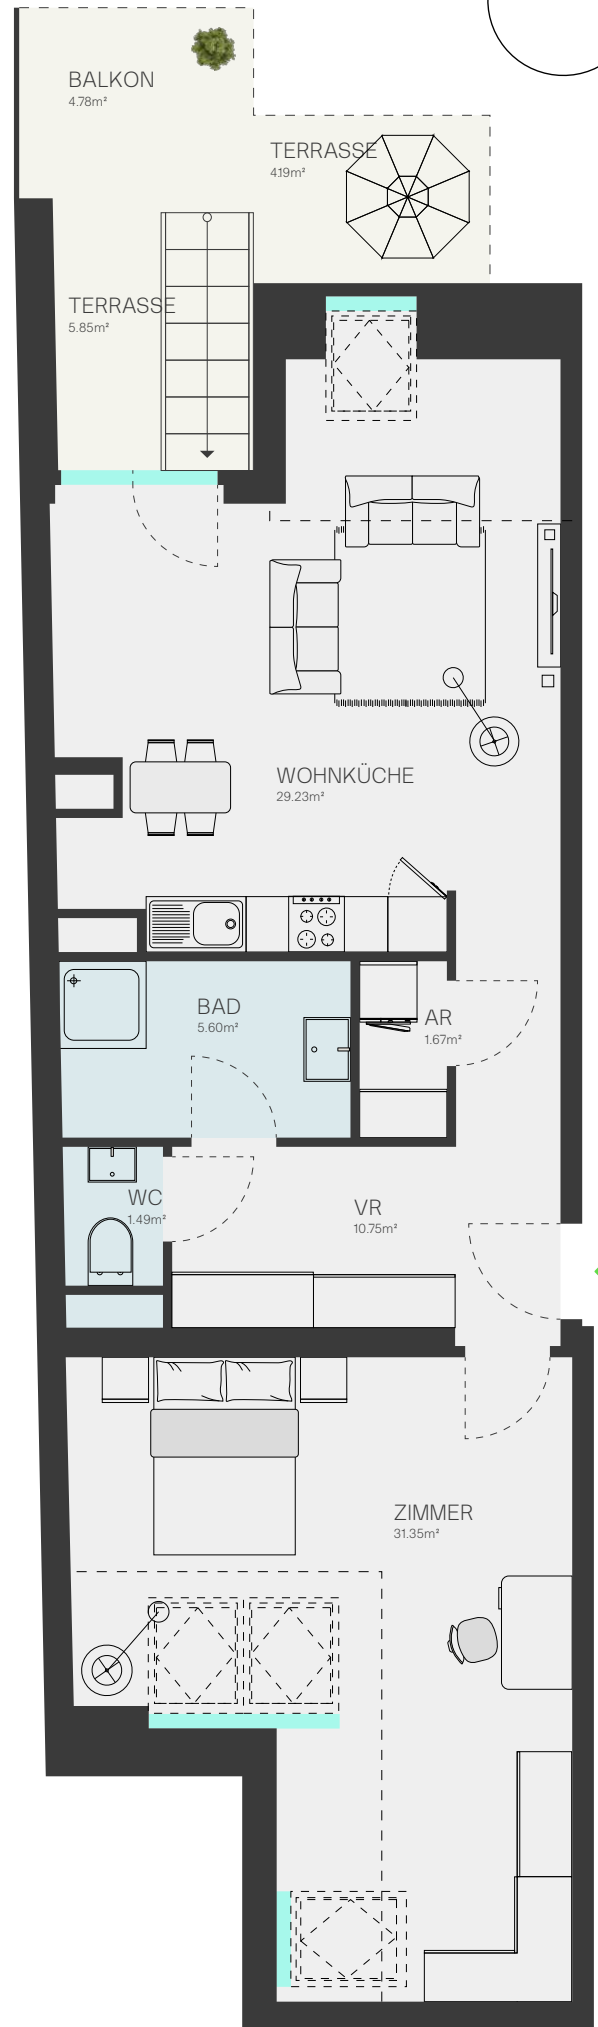 BALKON
4.78m²
TERRASSE
4.19m²
TERRASSE
5.85m²
WOHNKÜCHE
29.23m²
BAD
5.60m²
AR
1.67m²
WC
1.49m²
VR
10.75m²
ZIMMER
31.35m²